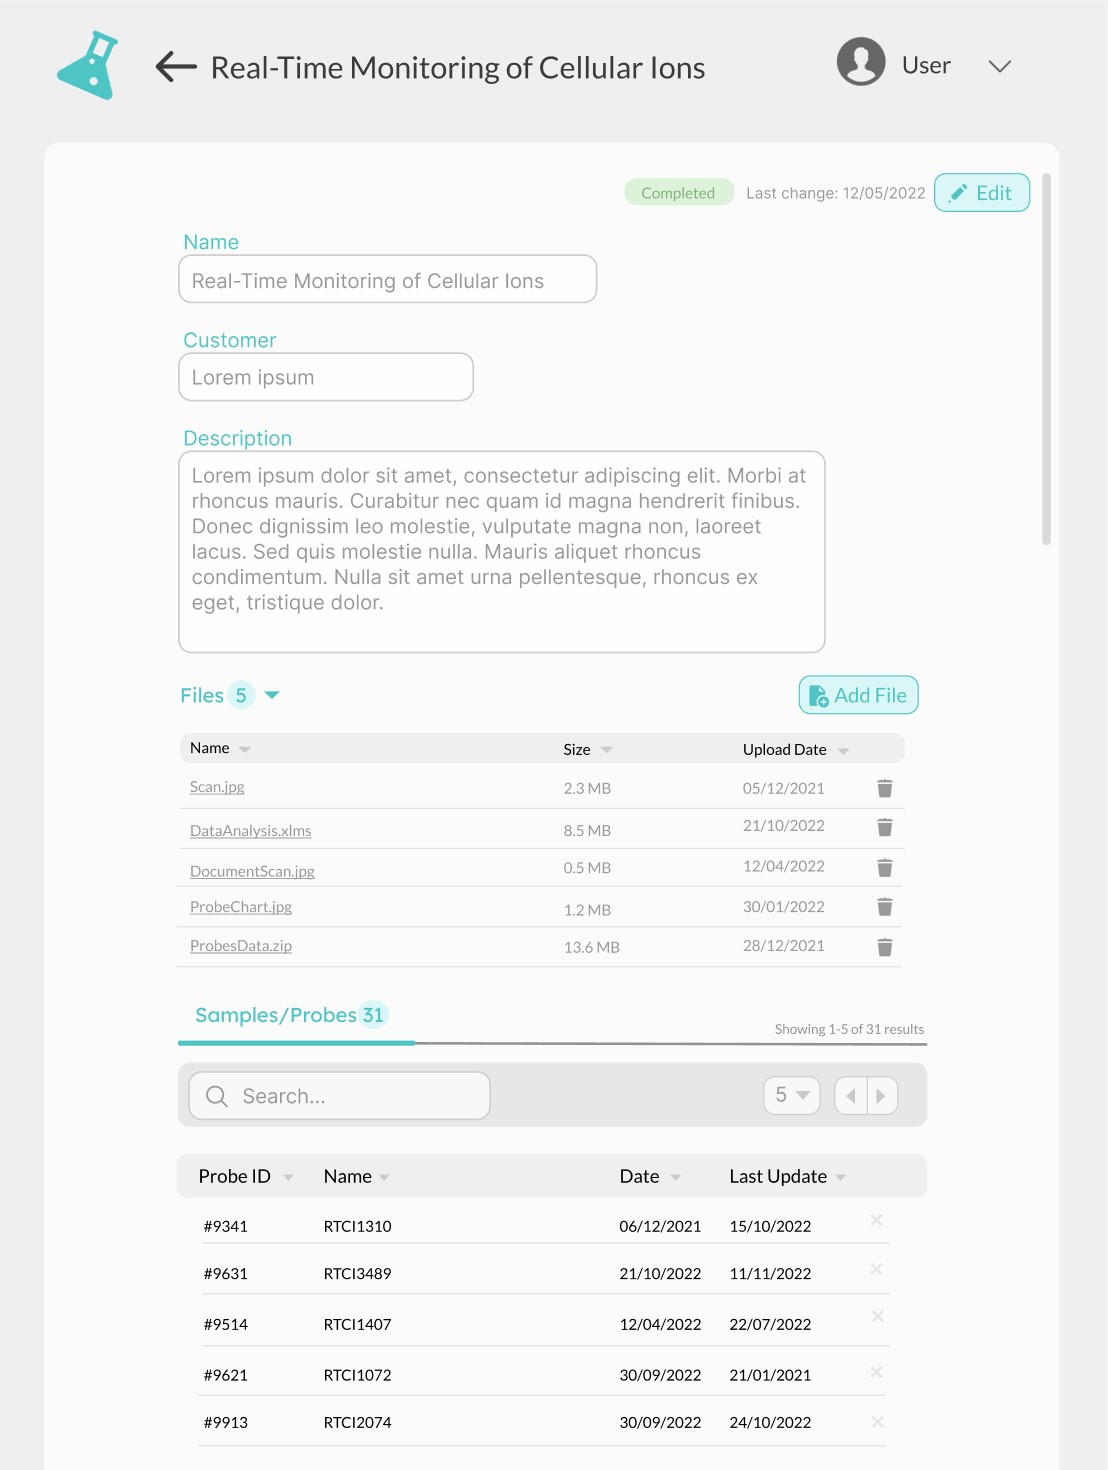 Real-Time Monitoring of Cellular Ions
User
Completed
Last change: 12/05/2022
Edit
Name
Real-Time Monitoring of Cellular Ions
Customer
Lorem ipsum
Description
Lorem ipsum dolor sit amet, consectetur adipiscing elit. Morbi at
rhoncus mauris. Curabitur nec quam id magna hendrerit finibus.
Donec dignissim leo molestie, vulputate magna non, laoreet
lacus. Sed quis molestie nulla. Mauris aliquet rhoncus
condimentum. Nulla sit amet urna pellentesque, rhoncus ex
eget, tristique dolor.
Files 5
Add File
Name Size Upload Date
Scan.jpg 2.3 MB 05/12/2021
DataAnalysis.xlms 8.5 MB 21/10/2022
DocumentScan.jpg 0.5 MB 12/04/2022
ProbeChart.jpg 1.2 MB 30/01/2022
ProbesData.zip 13.6 MB 28/12/2021
Samples/Probes 31
Showing 1-5 of 31 results
Search... 5
Probe ID Name Date Last Update
#9341 RTCI1310 06/12/2021 15/10/2022
#9631 RTCI3489 21/10/2022 11/11/2022
#9514 RTCI1407 12/04/2022 22/07/2022
#9621 RTCI1072 30/09/2022 21/01/2021
#9913 RTCI2074 30/09/2022 24/10/2022